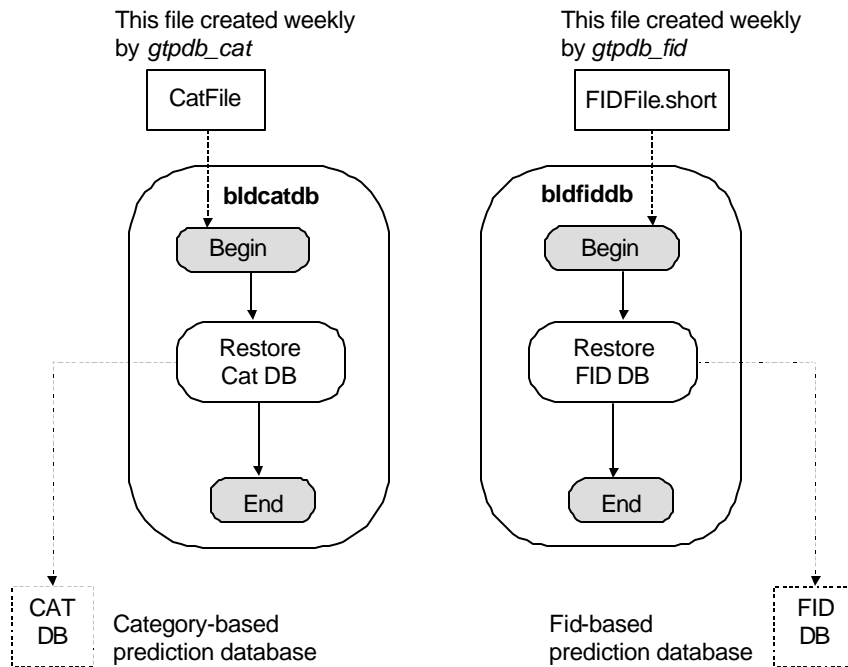 This file created weekly
by gtpdb_cat
CatFile
bldcatdb
Begin
Restore
Cat DB
End
CAT
DB
Category-based
prediction database
This file created weekly
by gtpdb_fid
FIDFile.short
bldfiddb
Begin
Restore
FID DB
End
Fid-based
prediction database
FID
DB